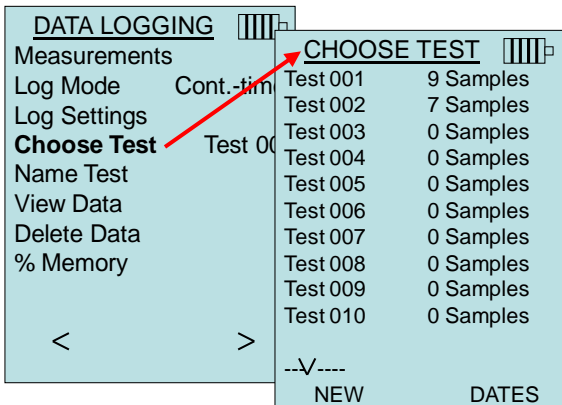 DATA LOGGING
Measurements
Log Mode Cont.-time
Log Settings
Choose Test Test 00
Name Test
View Data
Delete Data
% Memory
< >
CHOOSE TEST
Test 001 9 Samples
Test 002 7 Samples
Test 003 0 Samples
Test 004 0 Samples
Test 005 0 Samples
Test 006 0 Samples
Test 007 0 Samples
Test 008 0 Samples
Test 009 0 Samples
Test 010 0 Samples
--\/----
NEW DATES